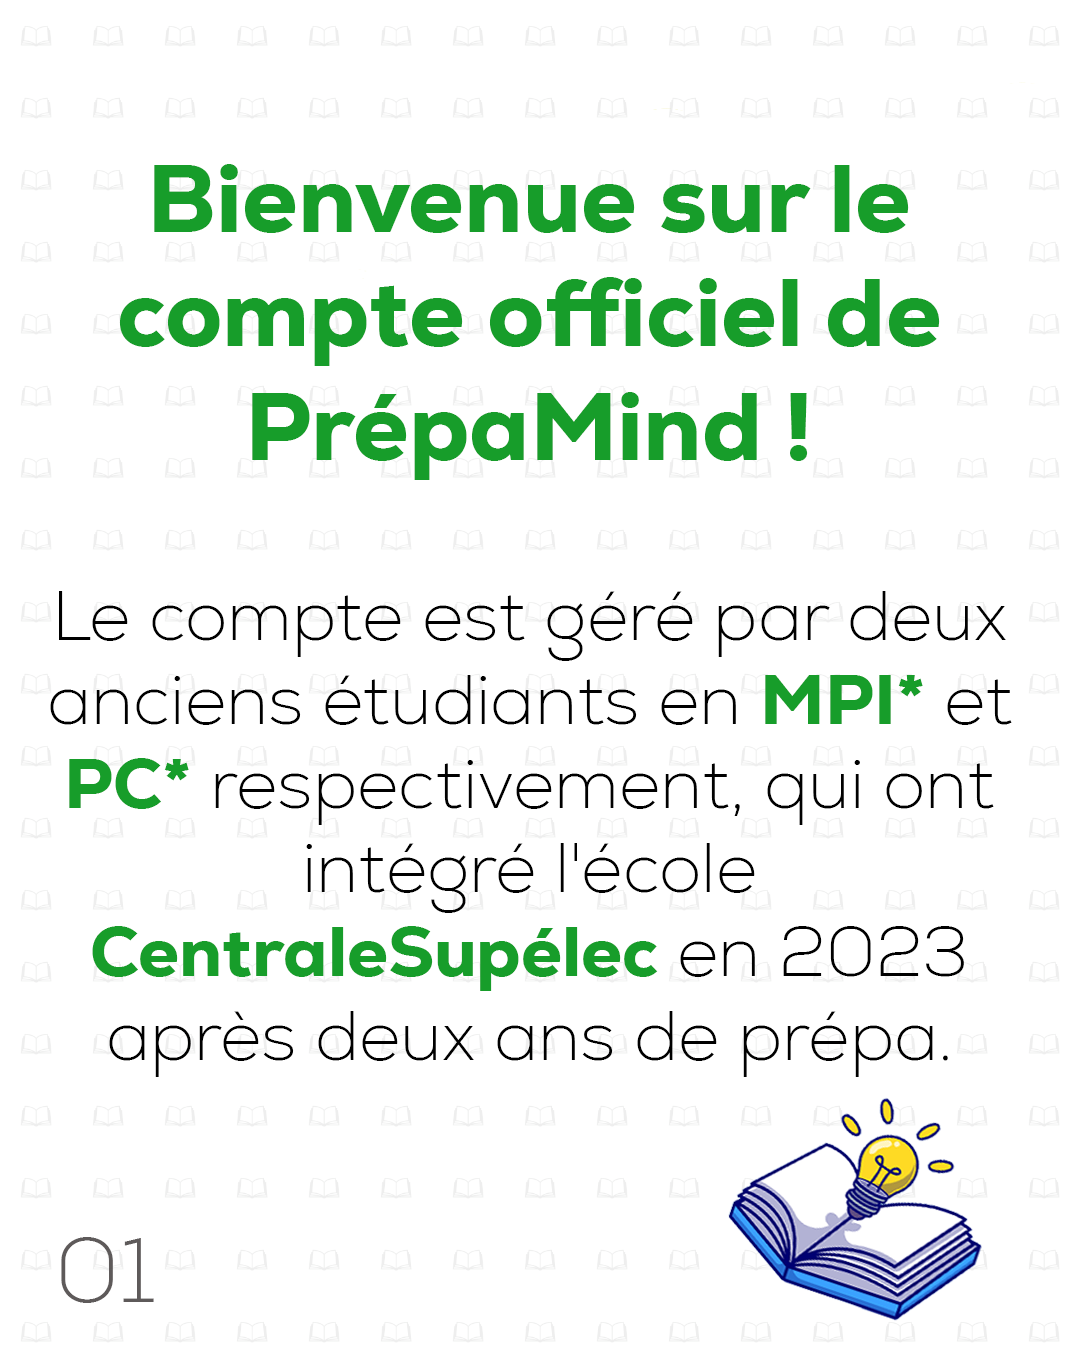 Bienvenue sur le
compte officiel de
PrépaMind !
Le compte est géré par deux
anciens étudiants en MPI* et
PC* respectivement, qui ont
intégré l'école
CentraleSupélec en 2023
après deux ans de prépa.
01